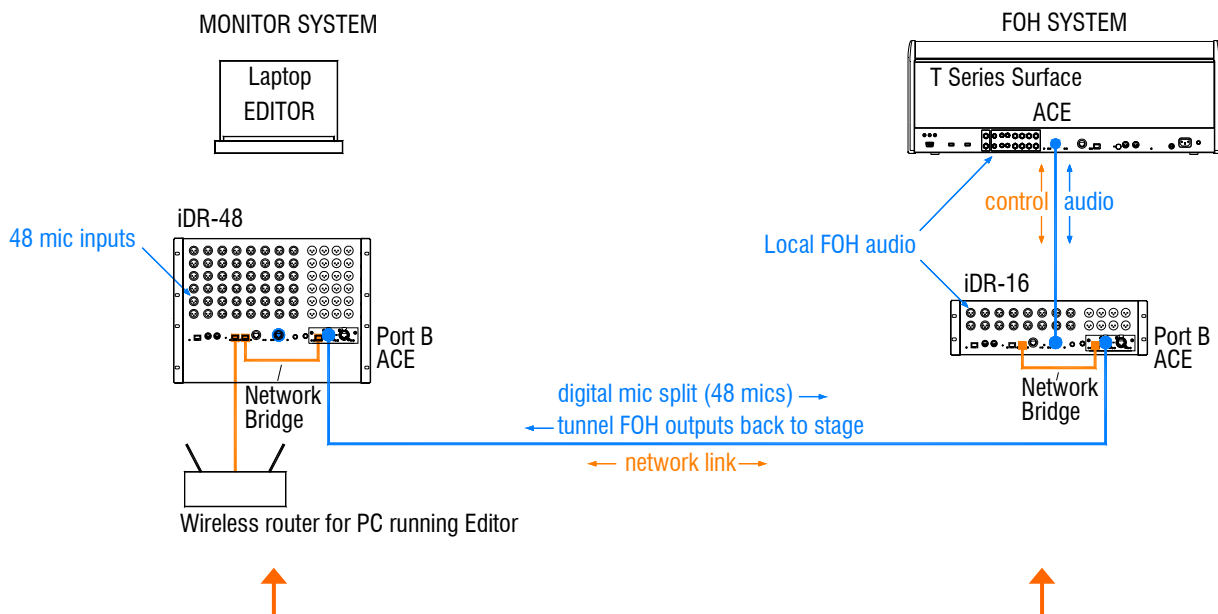 MONITOR SYSTEM
FOH SYSTEM
Laptop
EDITOR
T Series Surface
ACE
control
audio
iDR-48
48 mic inputs
Local FOH audio
iDR-16
Port B
ACE
Port B
ACE
Network
Bridge
Network
Bridge
digital mic split (48 mics)
tunnel FOH outputs back to stage
network link
Wireless router for PC running Editor